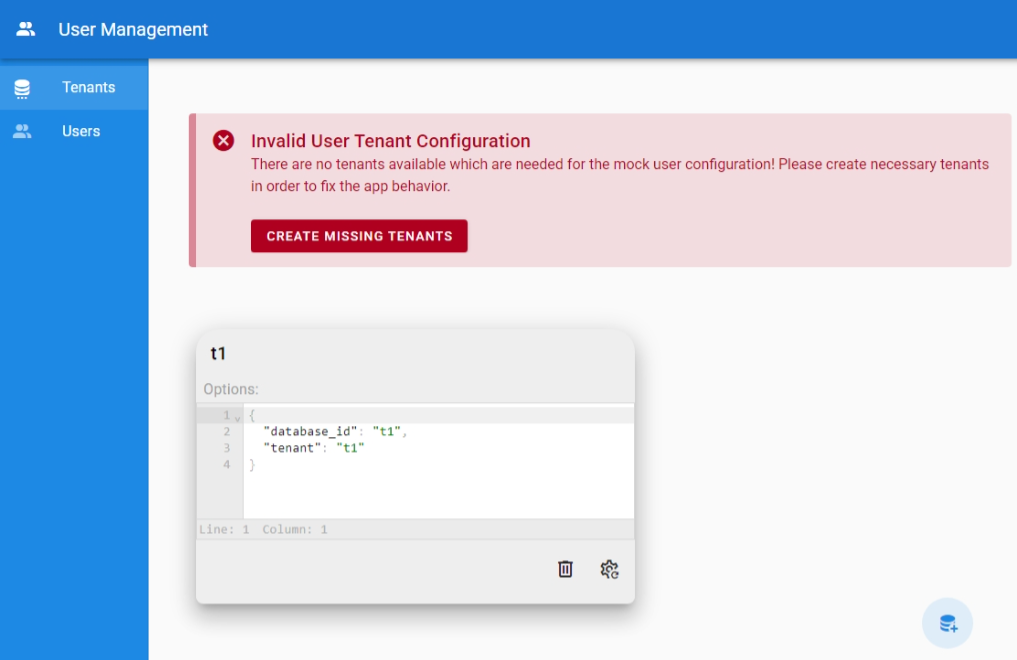 User Management
Tenants
Users
Invalid User Tenant Configuration
There are no tenants available which are needed for the mock user configuration! Please create necessary tenants
in order to fix the app behavior.
CREATE MISSING TENANTS
t1
Options:
1 {
2 "database_id": "t1",
3 "tenant": "t1"
4 }
Line: 1 Column: 1